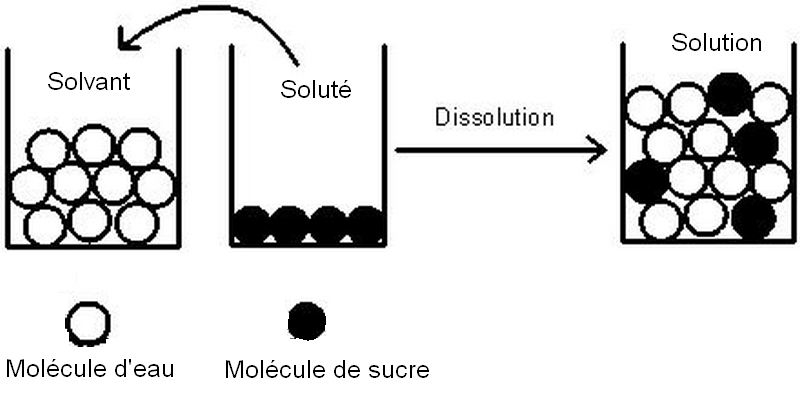 Solvant
Soluté
Dissolution
Solution
Molécule d'eau
Molécule de sucre